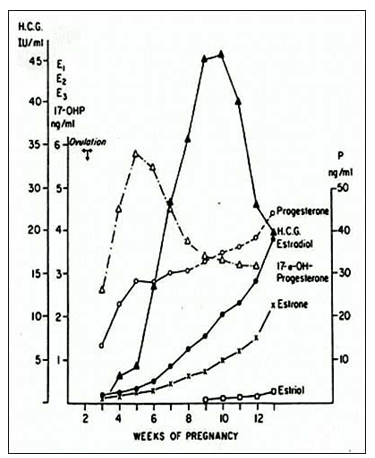 H.C.G.
IU/ml
45
40
35
30
25
20
15
10
5
E1
E2
E3
17-OHP
ng/ml
6
5
4
3
2
1
Ovulation
P
ng/ml
50
40
30
20
10
Progesterone
H.C.G.
Estradiol
17-α-OH-
Progesterone
Estrone
Estriol
2 4 6 8 10 12
WEEKS OF PREGNANCY